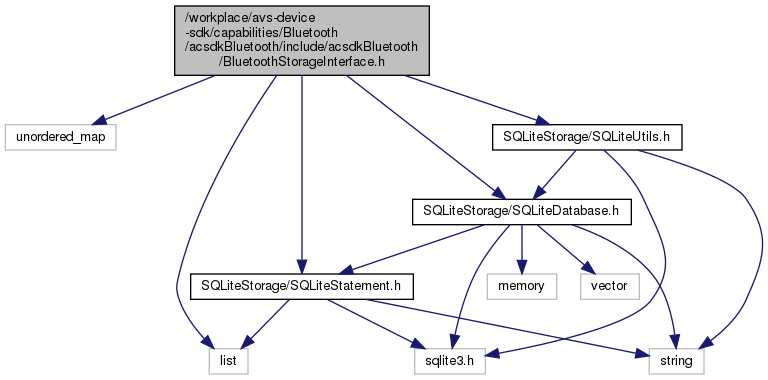 /workplace/avs-device
-sdk/capabilities/Bluetooth
/acsdkBluetooth/include/acsdkBluetooth
/BluetoothStorageInterface.h
unordered_map
SQLiteStorage/SQLiteUtils.h
SQLiteStorage/SQLiteDatabase.h
SQLiteStorage/SQLiteStatement.h
memory
vector
list
sqlite3.h
string